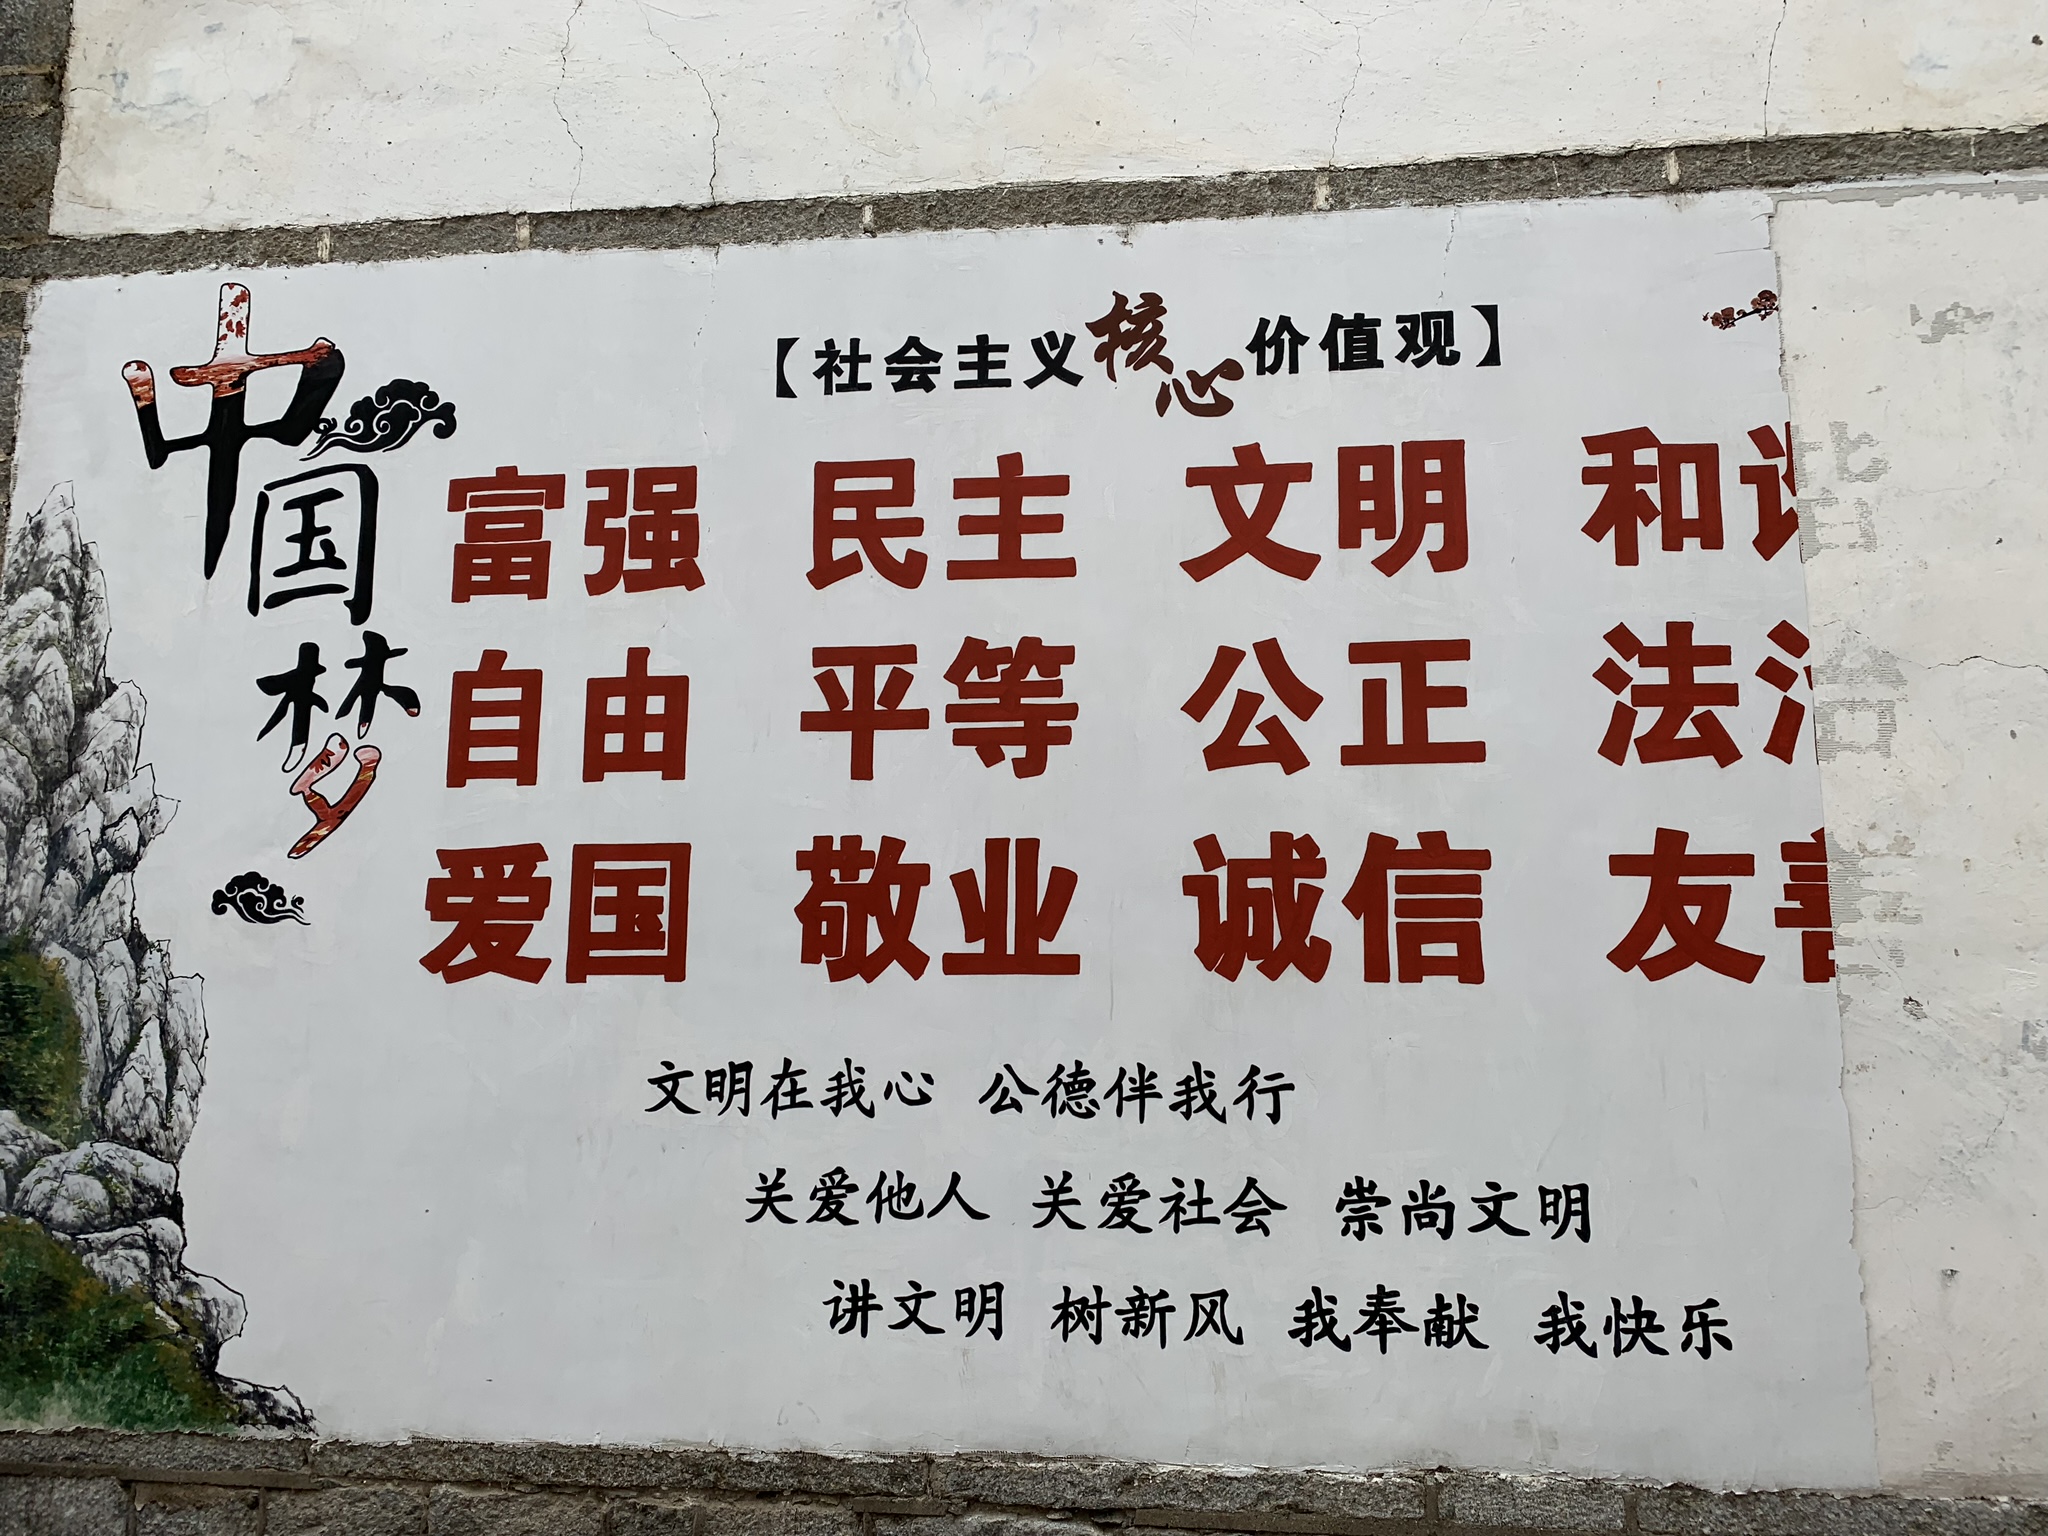 中国梦
【社会主义核心价值观】
富强 民主 文明 和谐
自由 平等 公正 法治
爱国 敬业 诚信 友善
文明在我心 公德伴我行
关爱他人 关爱社会 崇尚文明
讲文明 树新风 我奉献 我快乐